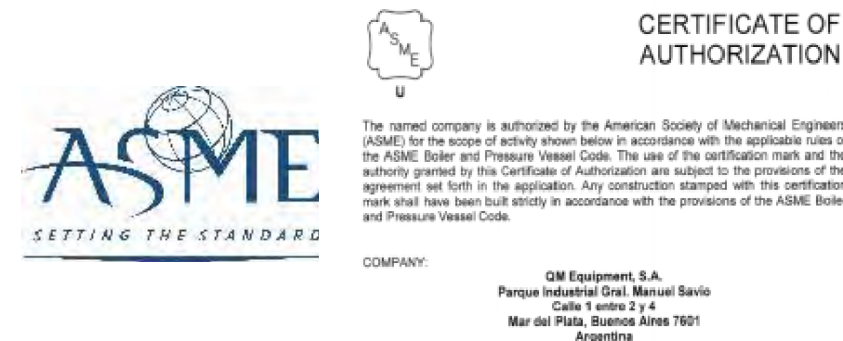 ASME
SETTING THE STANDARD
ASME
U
CERTIFICATE OF
AUTHORIZATION
The named company is authorized by the American Society of Mechanical Engineers
(ASME) for the scope of activity shown below in accordance with the applicable rules o
the ASME Boiler and Pressure Vessel Code. The use of the certification mark and the
authority granted by this Certificate of Authorization are subject to the provisions of the
agreement set forth in the application. Any construction stamped with this certification
mark shall have been built strictly in accordance with the provisions of the ASME Boile
and Pressure Vessel Code.
COMPANY:
QM Equipment, S.A.
Parque Industrial Gral. Manuel Savio
Calle 1 entre 2 y 4
Mar del Plata, Buenos Aires 7601
Argentina